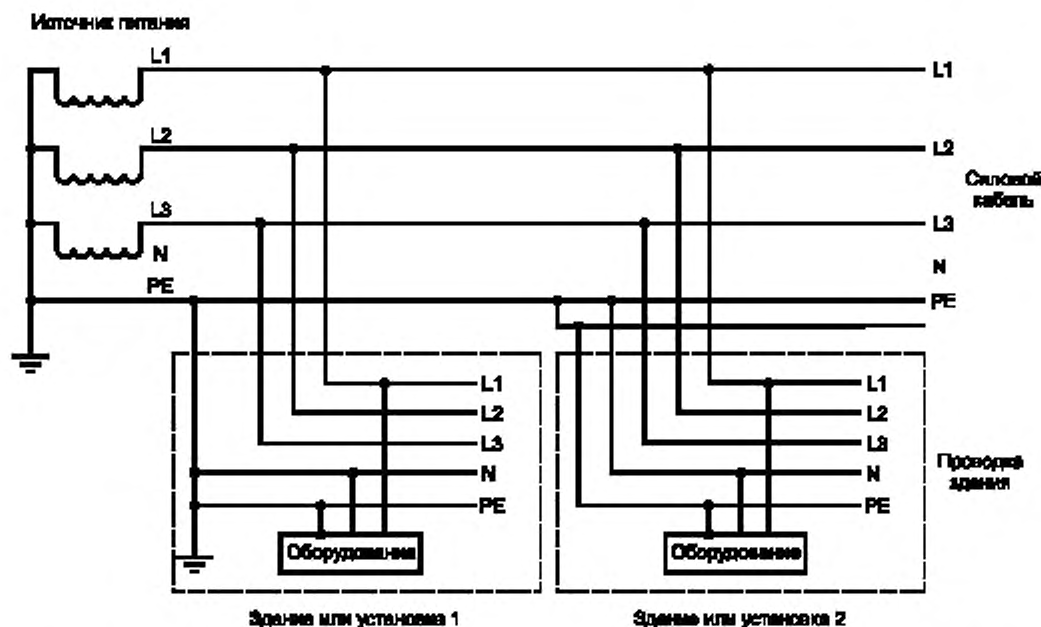 Источник питания
L1
L1
L2
L2
Силовой
кабель
L3
L3
N
N
PE
PE
L1
L1
L2
L2
L3
L3
N
N
Проводка
здания
PE
PE
Оборудование
Оборудование
Здание или установка 1
Здание или установка 2